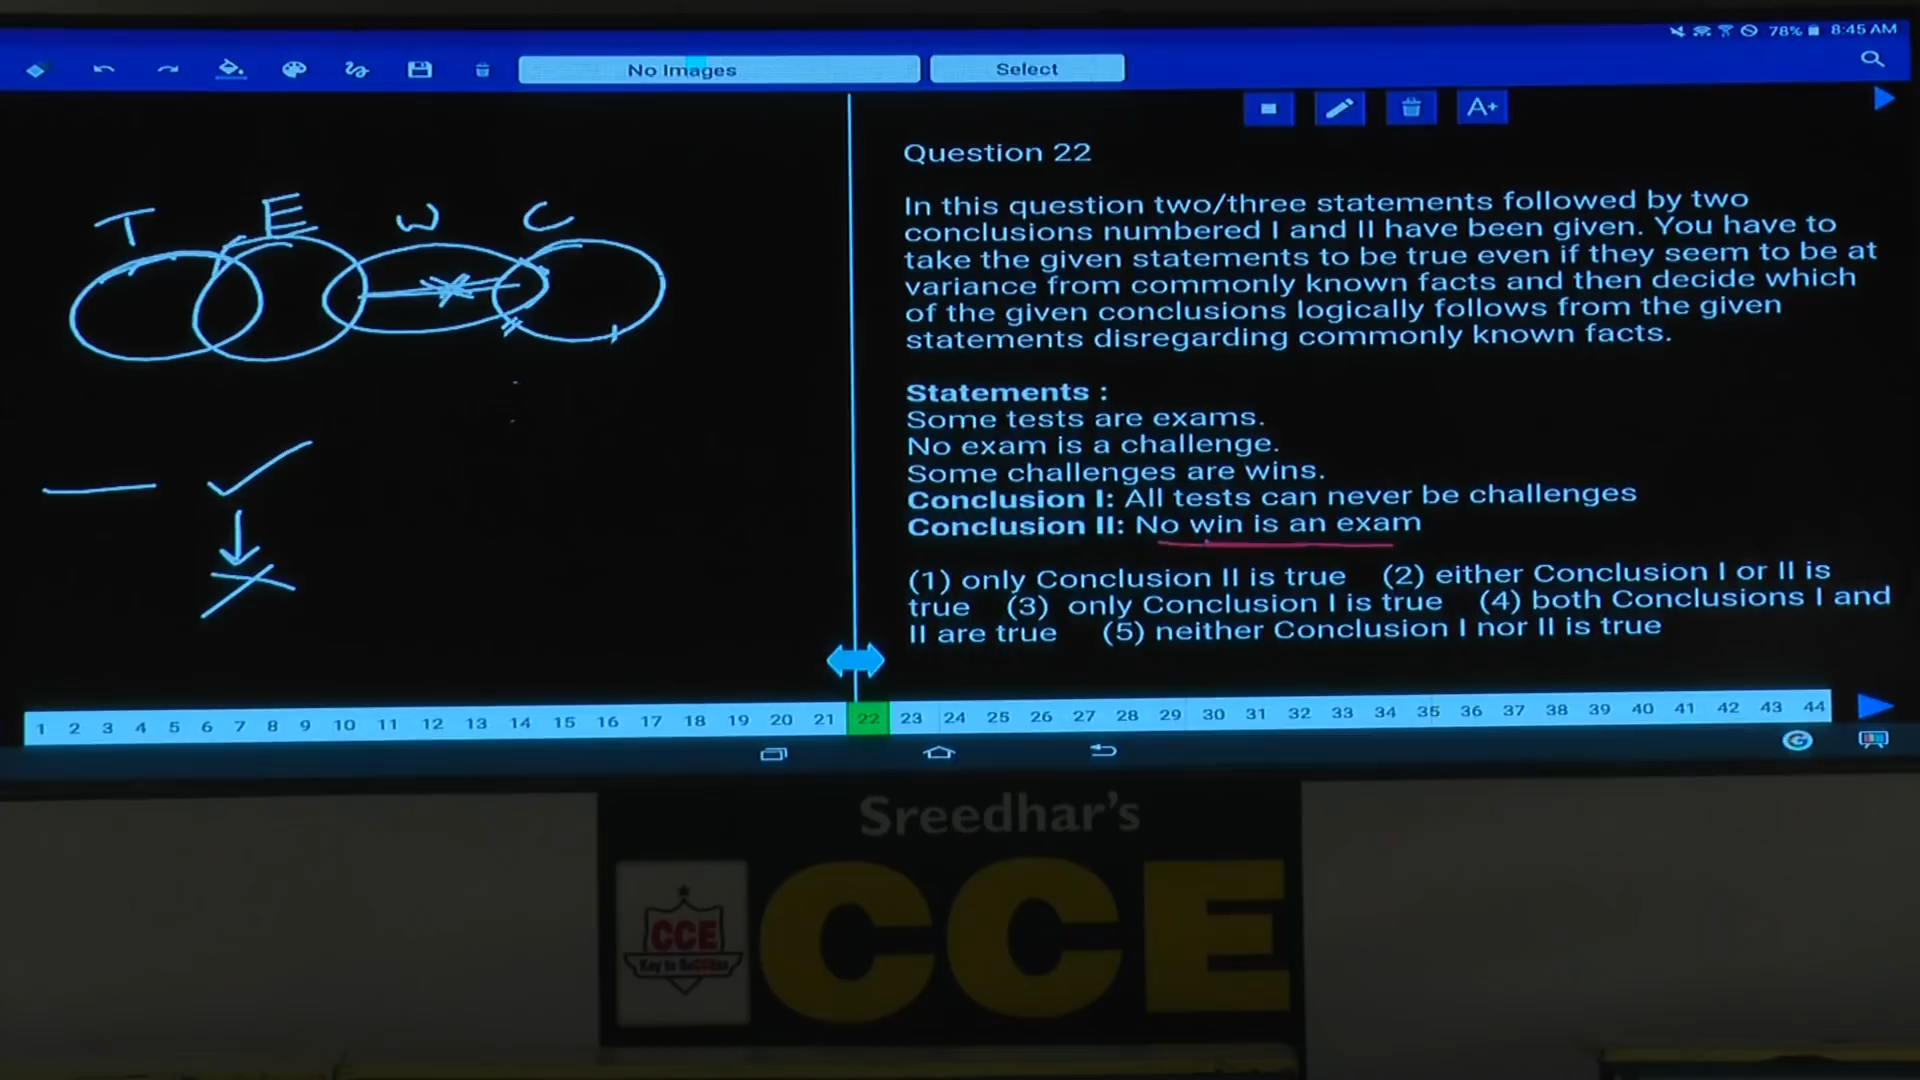 78% 8:45 AM
No Images Select
A+
Question 22
In this question two/three statements followed by two
conclusions numbered I and II have been given. You have to
take the given statements to be true even if they seem to be at
variance from commonly known facts and then decide which
of the given conclusions logically follows from the given
statements disregarding commonly known facts.
Statements :
Some tests are exams.
No exam is a challenge.
Some challenges are wins.
Conclusion I: All tests can never be challenges
Conclusion II: No win is an exam
(1) only Conclusion II is true (2) either Conclusion I or II is
true (3) only Conclusion I is true (4) both Conclusions I and
II are true (5) neither Conclusion I nor II is true
T E W C
1 2 3 4 5 6 7 8 9 10 11 12 13 14 15 16 17 18 19 20 21 22 23 24 25 26 27 28 29 30 31 32 33 34 35 36 37 38 39 40 41 42 43 44
G
Sreedhar's
CCE
CCE
Key to Success